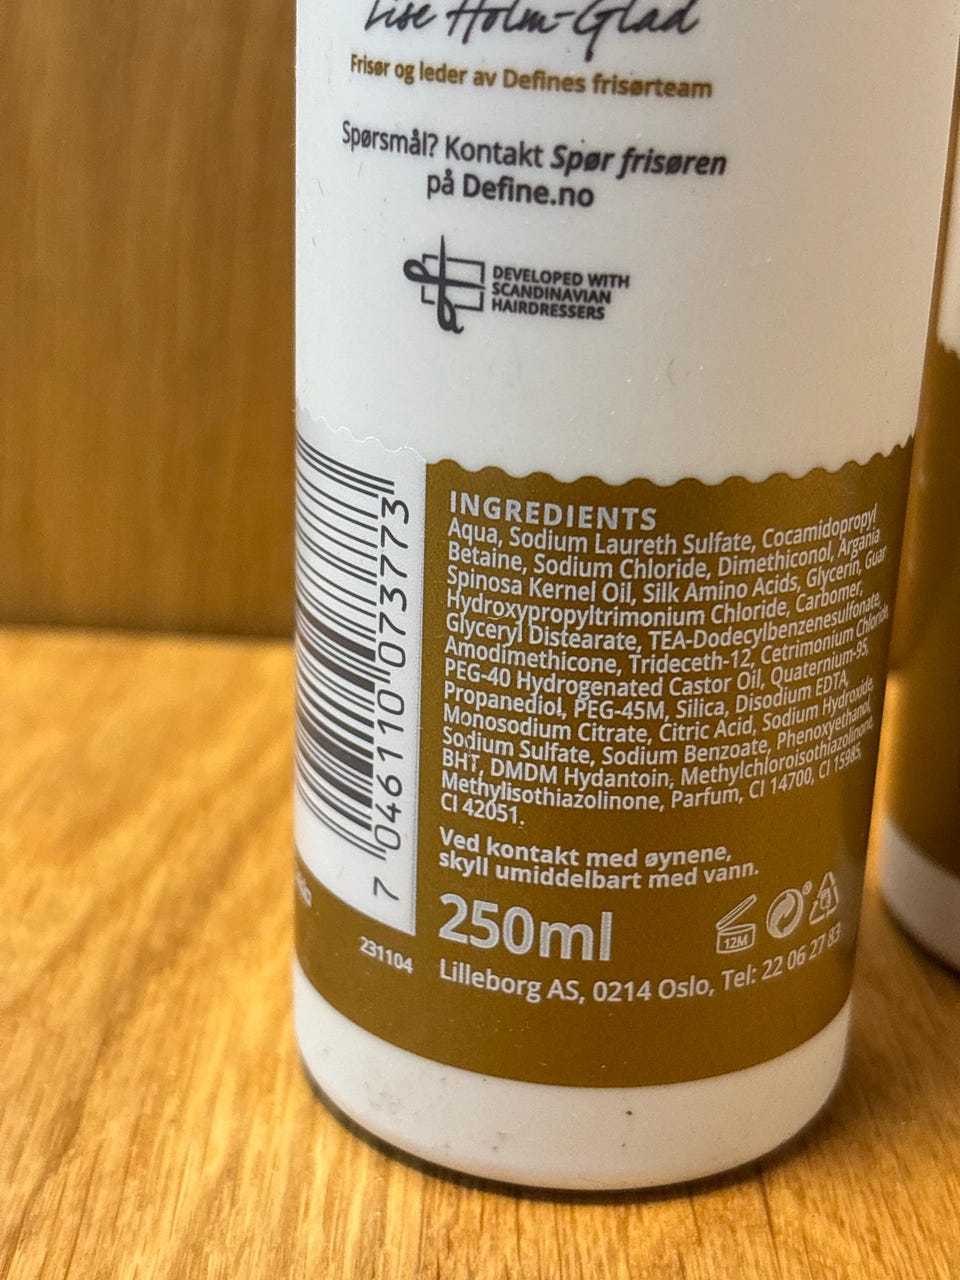 Lise Holm-Glad
Frisør og leder av Defines frisørteam
Spørsmål? Kontakt Spør frisøren
på Define.no
DEVELOPED WITH
SCANDINAVIAN
HAIRDRESSERS
INGREDIENTS
Aqua, Sodium Laureth Sulfate, Cocamidopropyl
Betaine, Sodium Chloride, Dimethiconol, Argania
Spinosa Kernel Oil, Silk Amino Acids, Glycerin, Guar
Hydroxypropyltrimonium Chloride, Carbomer,
Glyceryl Distearate, TEA-Dodecylbenzenesulfonate,
Amodimethicone, Trideceth-12, Cetrimonium Chloride,
PEG-40 Hydrogenated Castor Oil, Quaternium-95,
Propanediol, PEG-45M, Silica, Disodium EDTA,
Monosodium Citrate, Citric Acid, Sodium Hydroxide,
Sodium Sulfate, Sodium Benzoate, Phenoxyethanol,
BHT, DMDM Hydantoin, Methylchloroisothiazolinone,
Methylisothiazolinone, Parfum, CI 14700, CI 15985,
CI 42051.
Ved kontakt med øynene,
skyll umiddelbart med vann.
250ml
12M
Lilleborg AS, 0214 Oslo, Tel: 22 06 27 83
7 046110 073773
231104